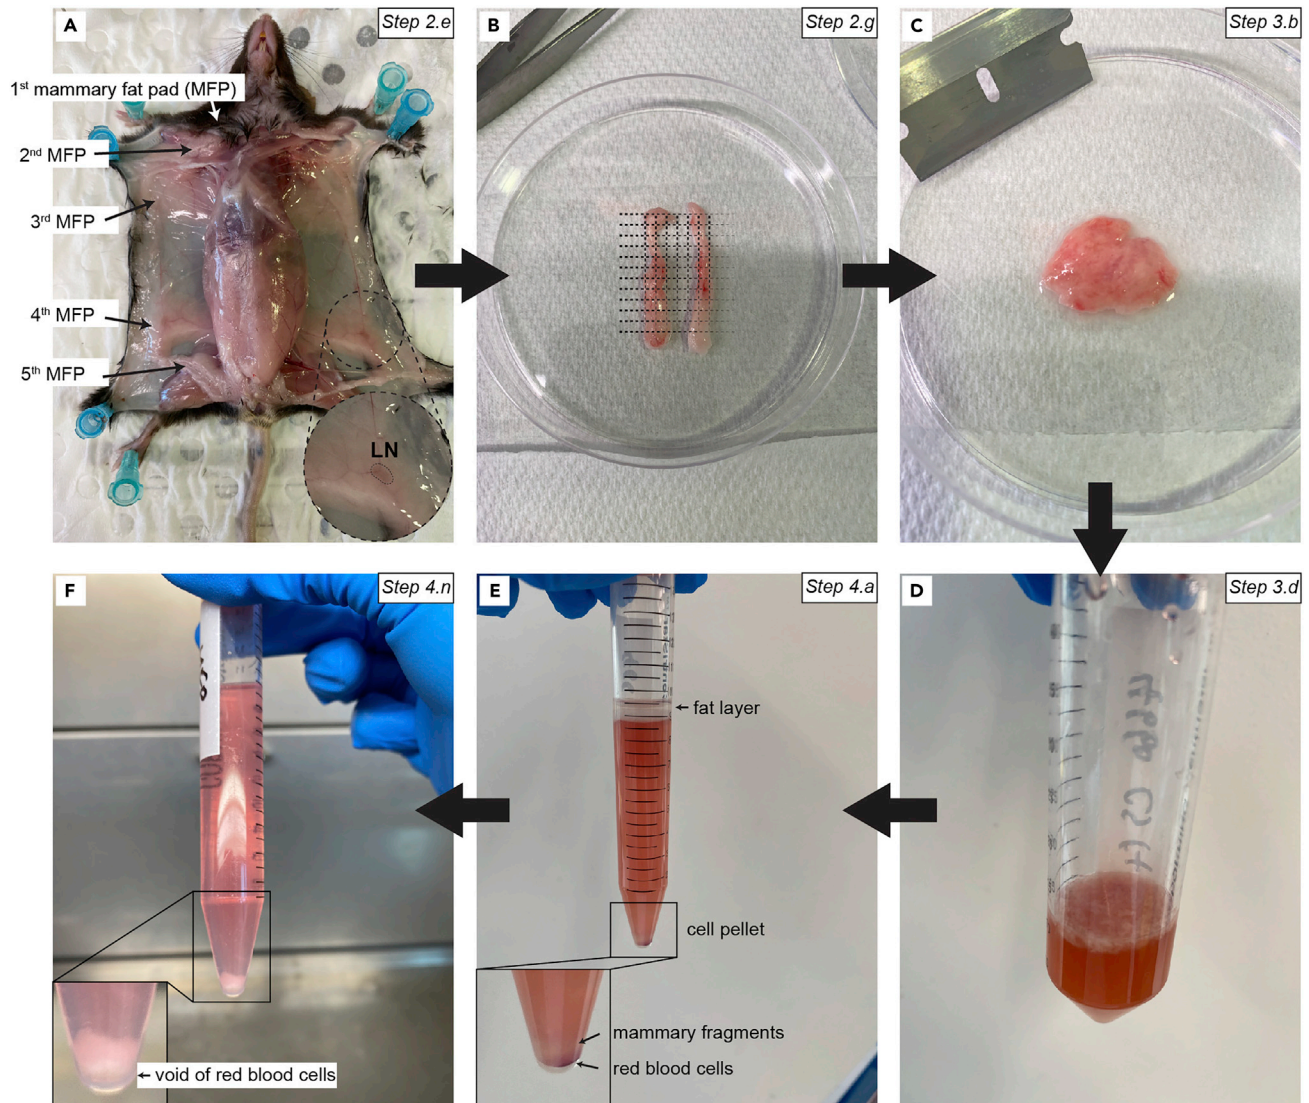 A
Step 2.e
1st mammary fat pad (MFP)
2nd MFP
3rd MFP
4th MFP
5th MFP
LN
B
Step 2.g
C
Step 3.b
D
Step 3.d
E
Step 4.a
fat layer
cell pellet
mammary fragments
red blood cells
F
Step 4.n
void of red blood cells